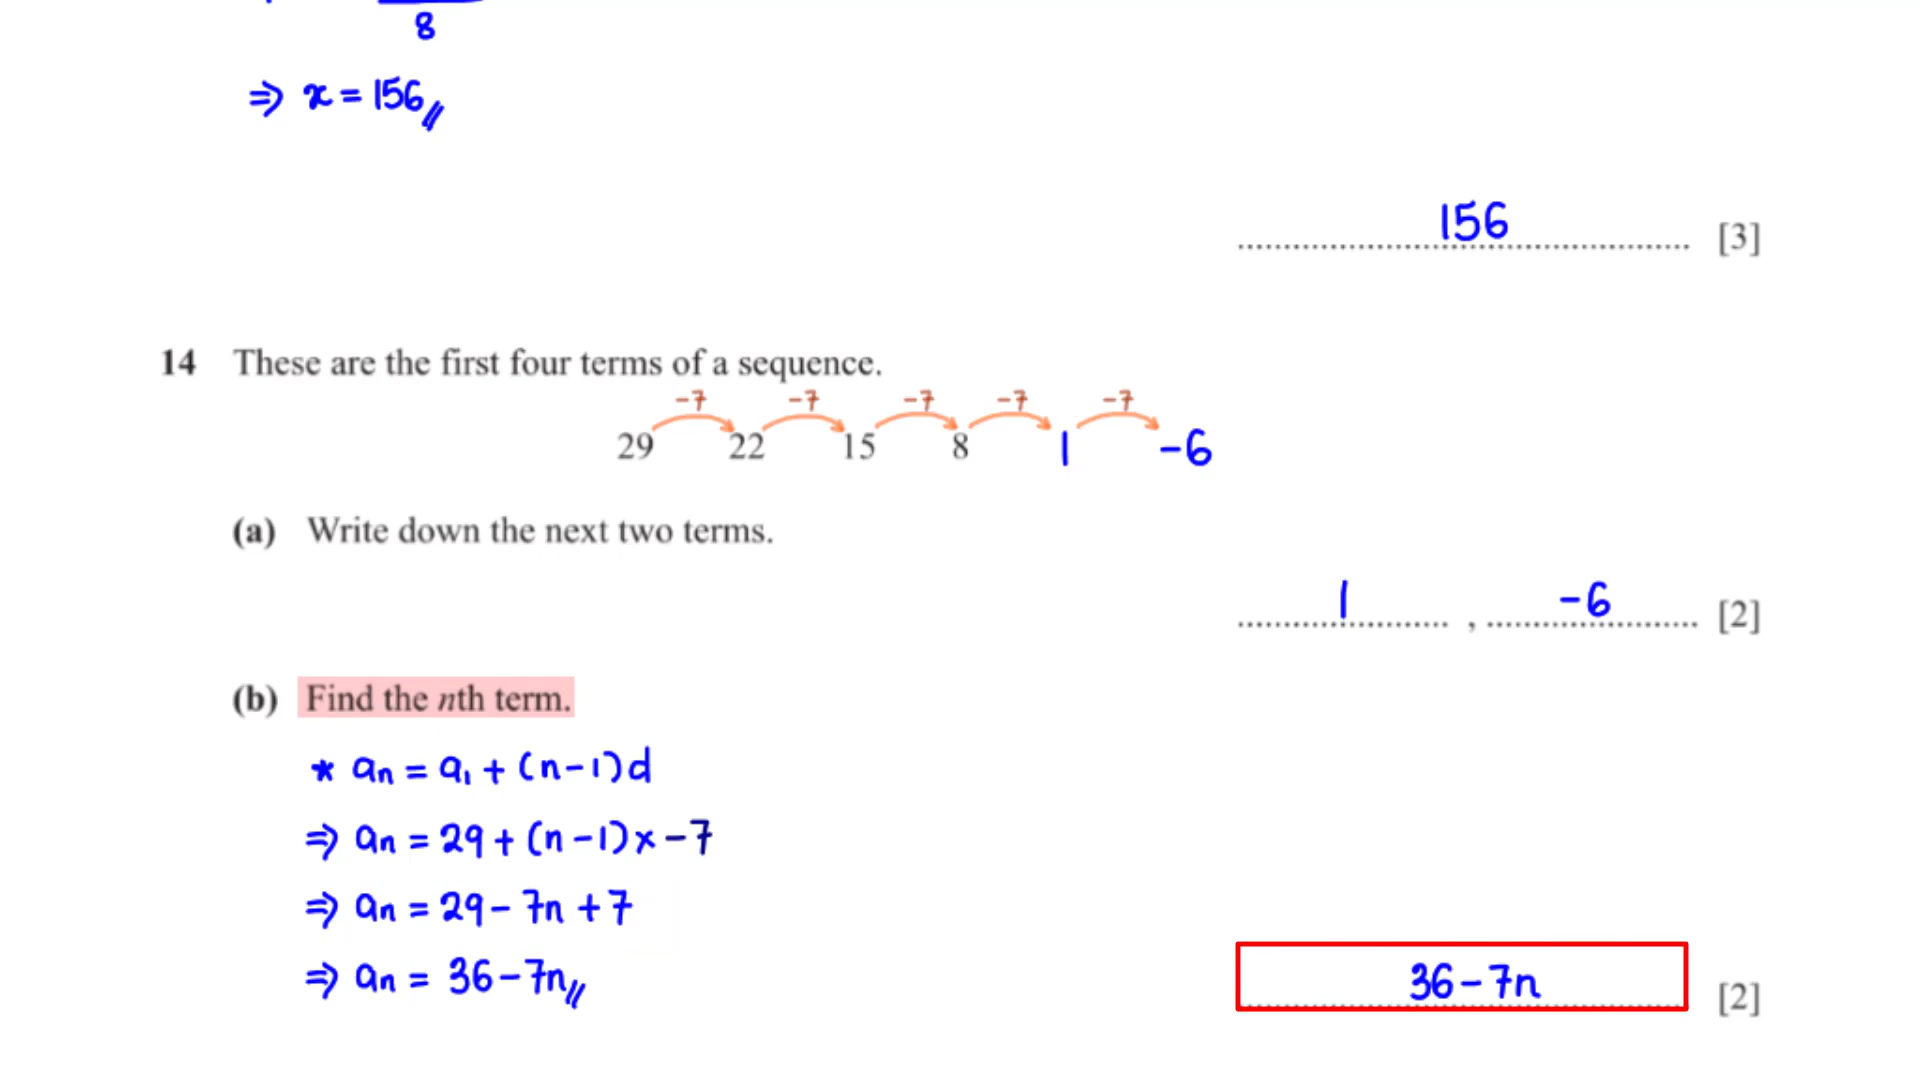 8
⇒ x = 156
156 [3]
14 These are the first four terms of a sequence.
-7 -7 -7 -7 -7
29 22 15 8 1 -6
(a) Write down the next two terms.
1 , -6 [2]
(b) Find the nth term.
* an = a1 + (n-1)d
⇒ an = 29 + (n-1) x -7
⇒ an = 29 - 7n + 7
⇒ an = 36 - 7n
36 - 7n [2]